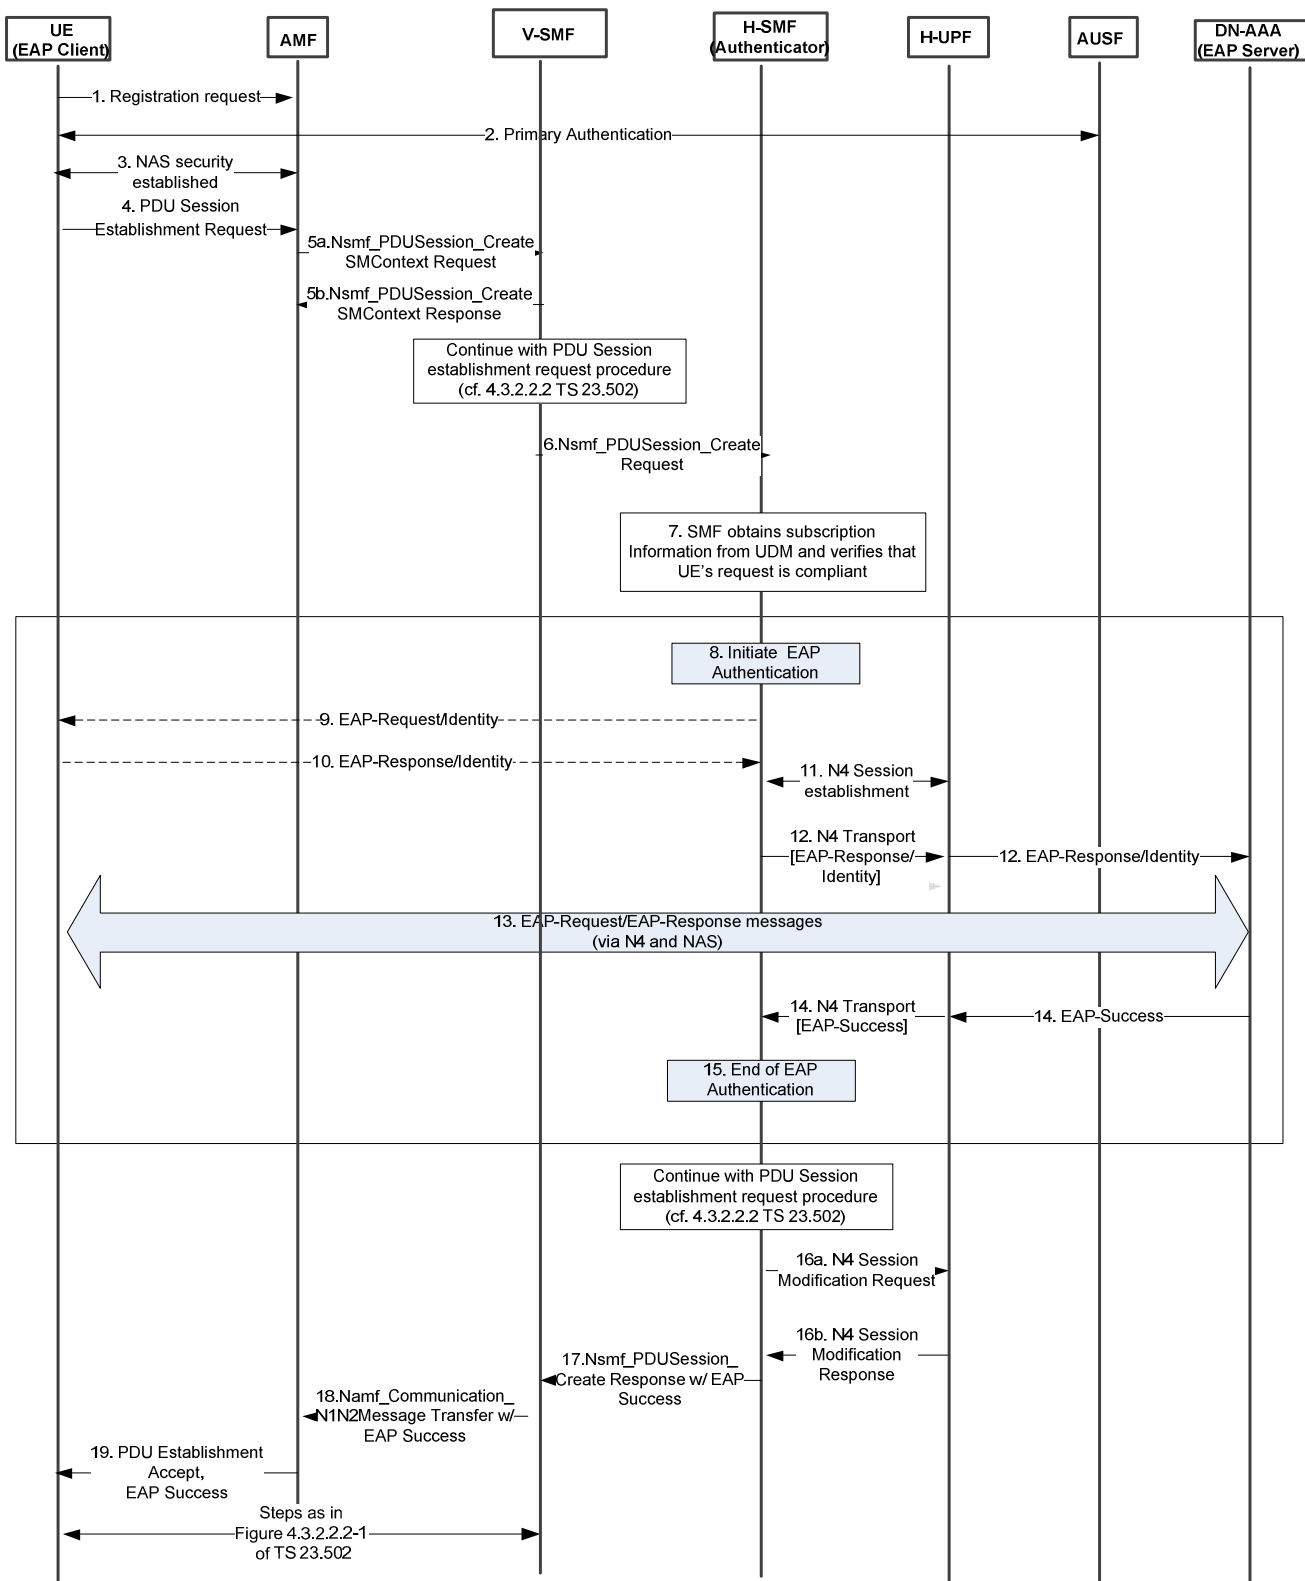 UE
(EAP Client)
AMF
V-SMF
H-SMF
(Authenticator)
H-UPF
AUSF
DN-AAA
(EAP Server)
1. Registration request
2. Primary Authentication
3. NAS security
established
4. PDU Session
Establishment Request
5a.Nsmf_PDUSession_Create
SMContext Request
5b.Nsmf_PDUSession_Create
SMContext Response
Continue with PDU Session
establishment request procedure
(cf. 4.3.2.2.2 TS 23.502)
6.Nsmf_PDUSession_Create
Request
7. SMF obtains subscription
Information from UDM and verifies that
UE's request is compliant
8. Initiate EAP
Authentication
9. EAP-Request/Identity
10. EAP-Response/Identity
11. N4 Session
establishment
12. N4 Transport
[EAP-Response/
Identity]
12. EAP-Response/Identity
13. EAP-Request/EAP-Response messages
(via N4 and NAS)
14. N4 Transport
[EAP-Success]
14. EAP-Success
15. End of EAP
Authentication
Continue with PDU Session
establishment request procedure
(cf. 4.3.2.2.2 TS 23.502)
16a. N4 Session
Modification Request
16b. N4 Session
Modification
Response
17.Nsmf_PDUSession_
Create Response w/ EAP
Success
18.Namf_Communication_
N1N2Message Transfer w/
EAP Success
19. PDU Establishment
Accept,
EAP Success
Steps as in
Figure 4.3.2.2.2-1
of TS 23.502